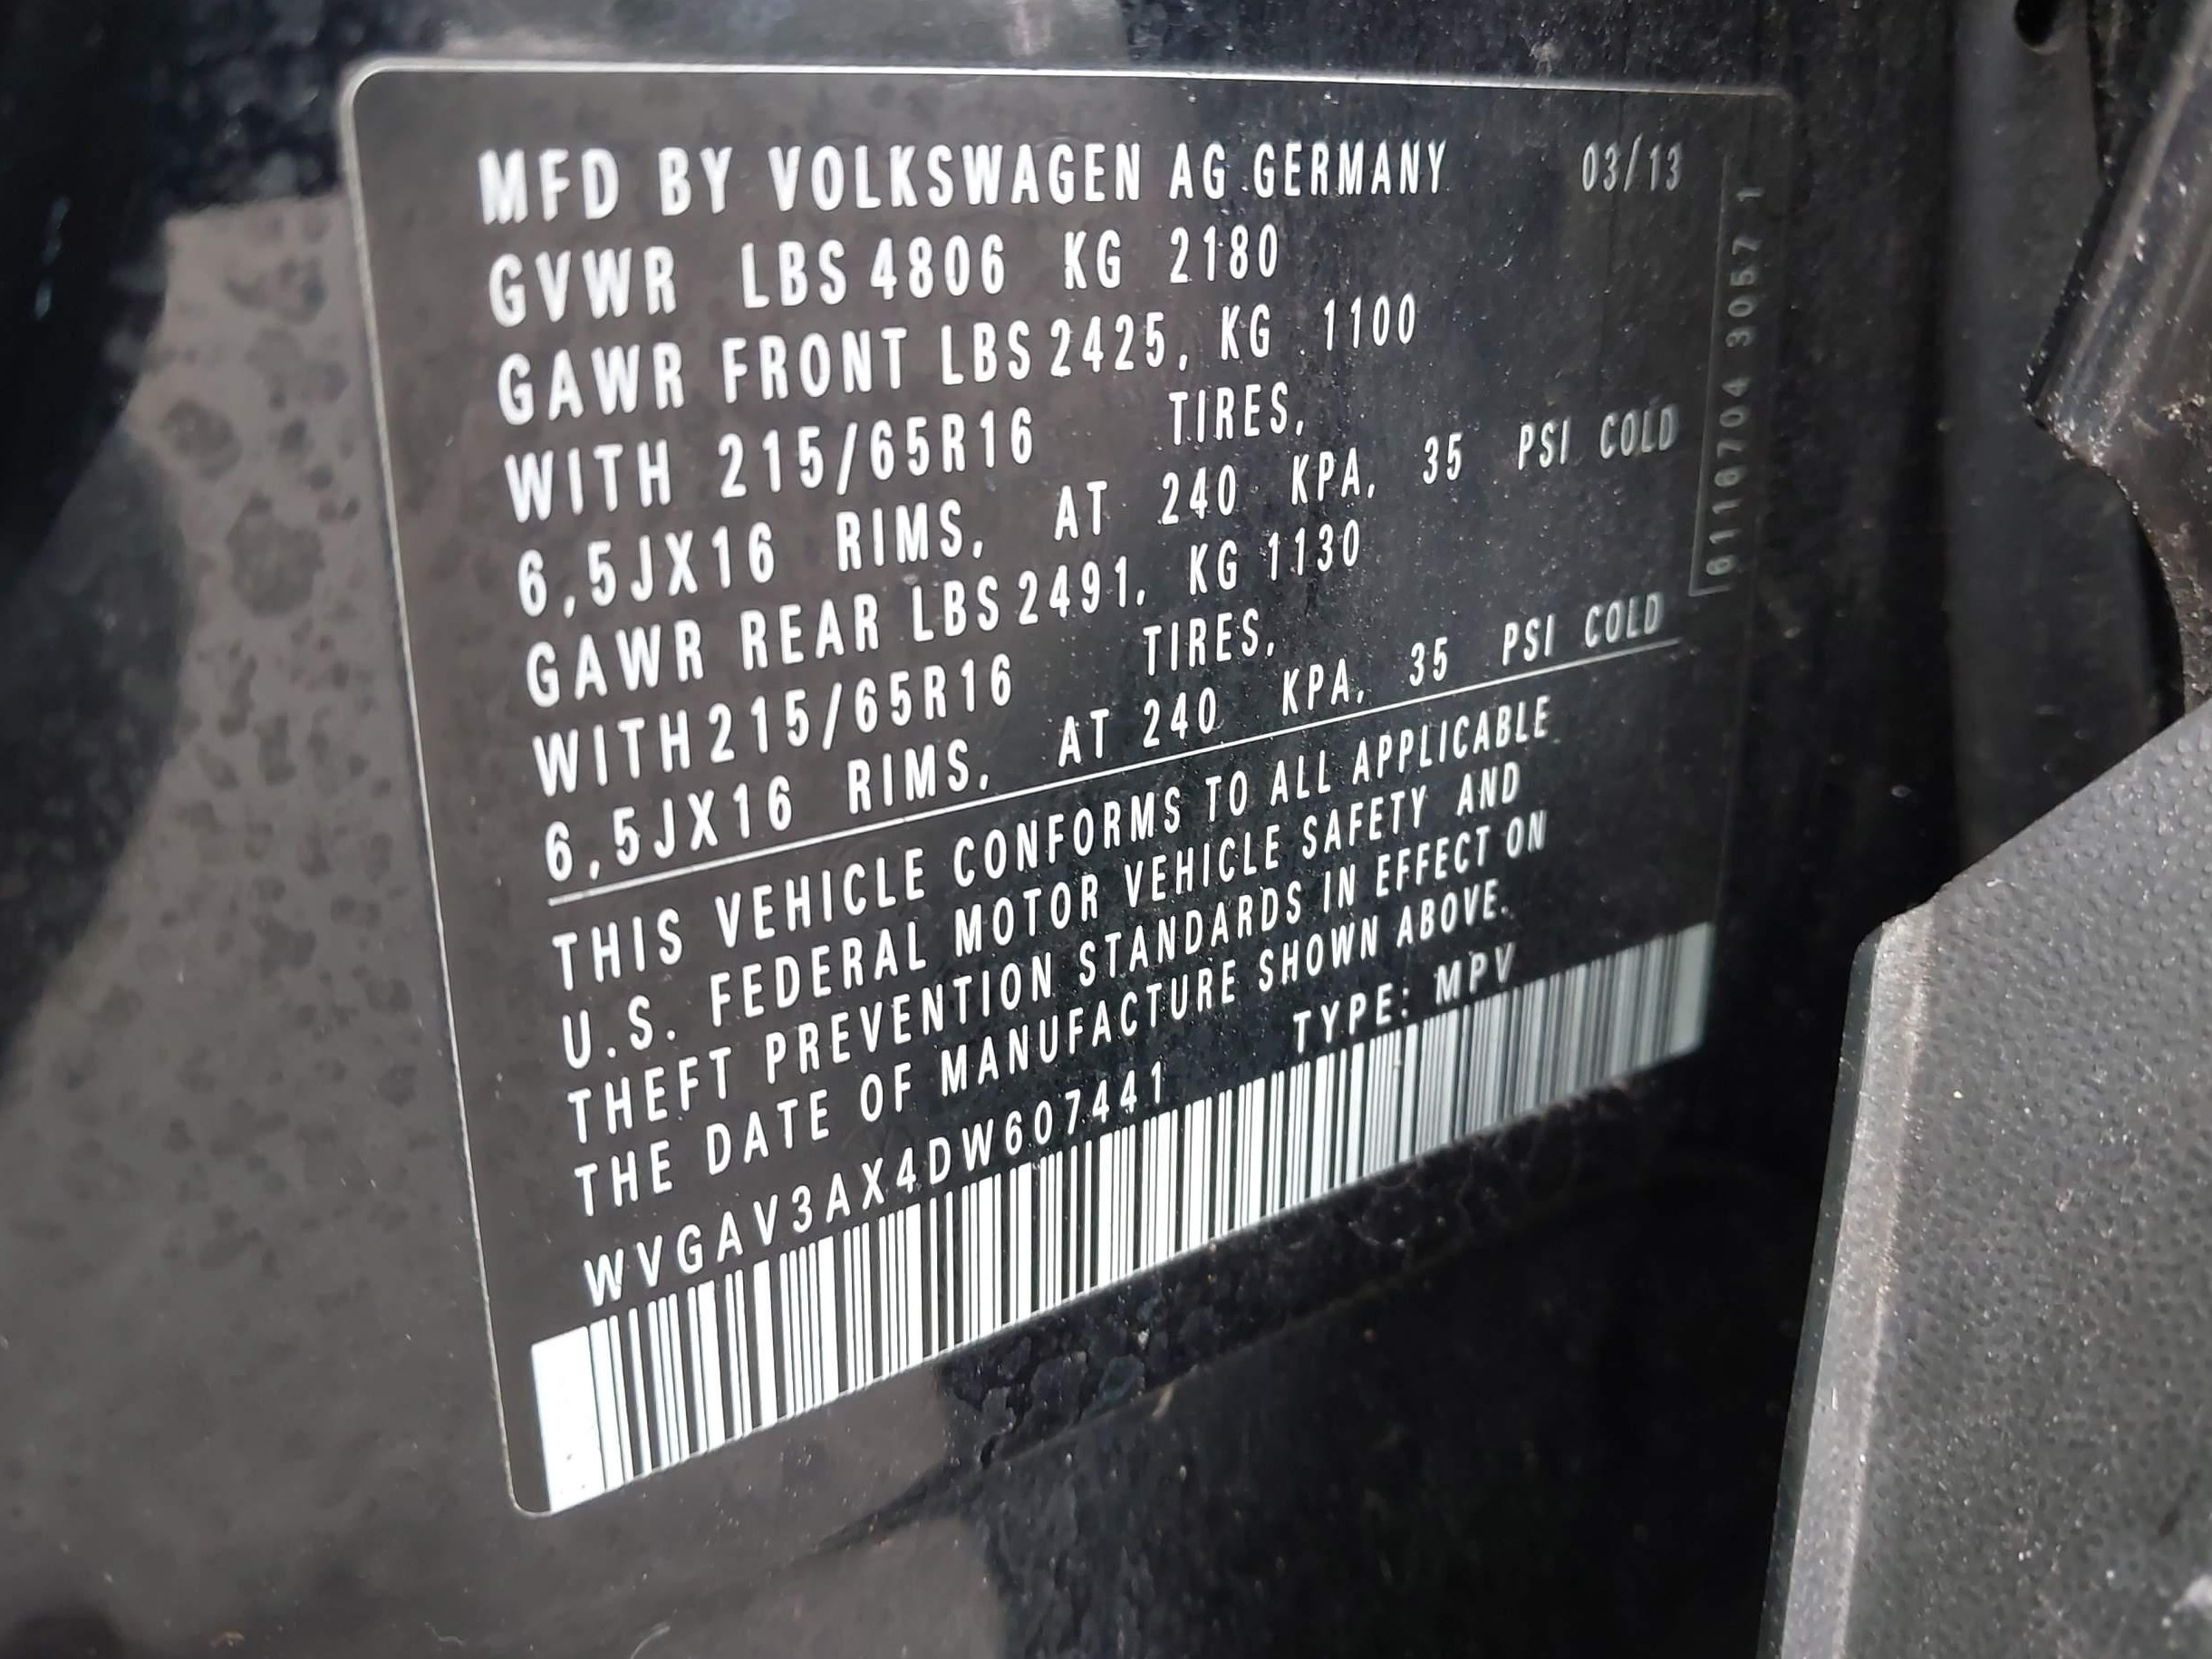 MFD BY VOLKSWAGEN AG GERMANY 03/13
GVWR LBS 4806 KG 2180
GAWR FRONT LBS 2425, KG 1100
WITH 215/65R16 TIRES,
6,5JX16 RIMS, AT 240 KPA, 35 PSI COLD
GAWR REAR LBS 2491, KG 1130
WITH 215/65R16 TIRES,
6,5JX16 RIMS, AT 240 KPA, 35 PSI COLD
THIS VEHICLE CONFORMS TO ALL APPLICABLE
U.S. FEDERAL MOTOR VEHICLE SAFETY AND
THEFT PREVENTION STANDARDS IN EFFECT ON
THE DATE OF MANUFACTURE SHOWN ABOVE.
WVGAV3AX4DW607441 TYPE: MPV